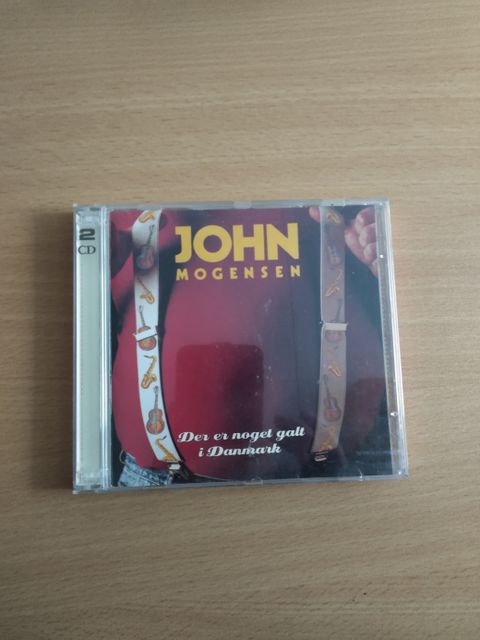 2
CD
JOHN
MOGENSEN
Der er noget galt
i Danmark